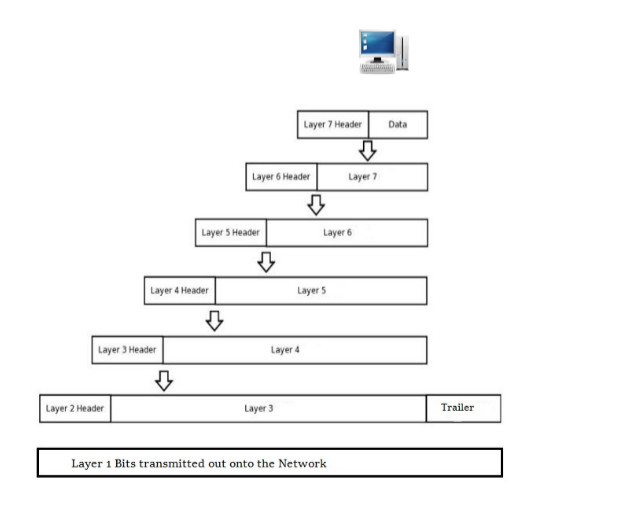 Layer 7 Header Data
Layer 6 Header Layer 7
Layer 5 Header Layer 6
Layer 4 Header Layer 5
Layer 3 Header Layer 4
Layer 2 Header Layer 3 Trailer
Layer 1 Bits transmitted out onto the Network